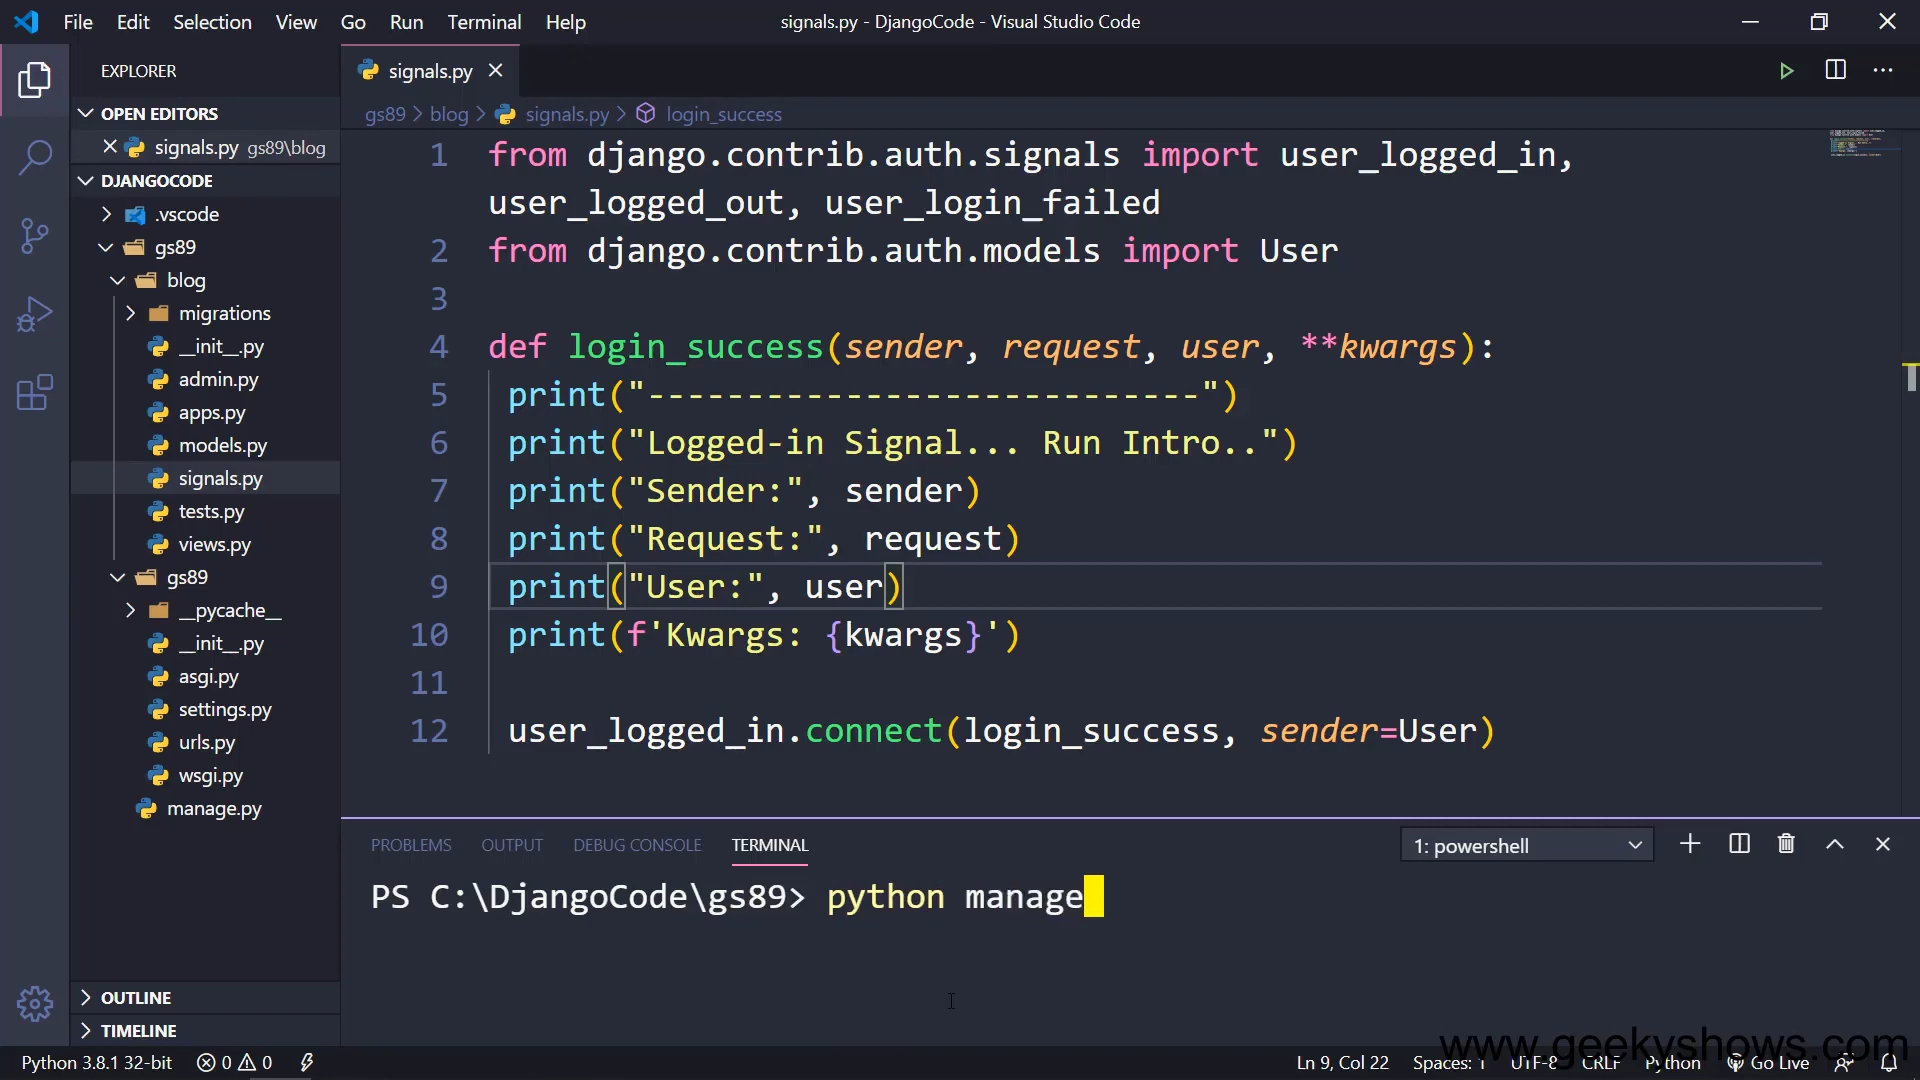 File Edit Selection View Go Run Terminal Help
signals.py - DjangoCode - Visual Studio Code
EXPLORER
OPEN EDITORS
signals.py gs89\blog
DJANGOCODE
.vscode
gs89
blog
migrations
__init__.py
admin.py
apps.py
models.py
signals.py
tests.py
views.py
gs89
__pycache__
__init__.py
asgi.py
settings.py
urls.py
wsgi.py
manage.py
OUTLINE
TIMELINE
signals.py
gs89 > blog > signals.py > login_success
1 from django.contrib.auth.signals import user_logged_in,
user_logged_out, user_login_failed
2 from django.contrib.auth.models import User
3
4 def login_success(sender, request, user, **kwargs):
5 print("----------------------------")
6 print("Logged-in Signal... Run Intro..")
7 print("Sender:", sender)
8 print("Request:", request)
9 print("User:", user)
10 print(f'Kwargs: {kwargs}')
11
12 user_logged_in.connect(login_success, sender=User)
PROBLEMS OUTPUT DEBUG CONSOLE TERMINAL
1: powershell
PS C:\DjangoCode\gs89> python manage
www.geekyshows.com
Python 3.8.1 32-bit 0 0
Ln 9, Col 22 Spaces: 1 UTF-8 CRLF Python Go Live